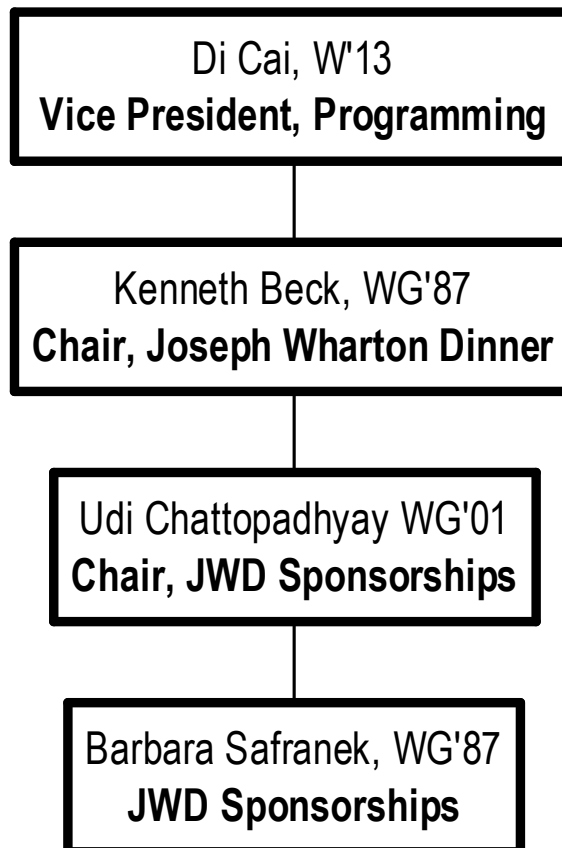 Di Cai, W'13
Vice President, Programming
Kenneth Beck, WG'87
Chair, Joseph Wharton Dinner
Udi Chattopadhyay WG'01
Chair, JWD Sponsorships
Barbara Safranek, WG'87
JWD Sponsorships